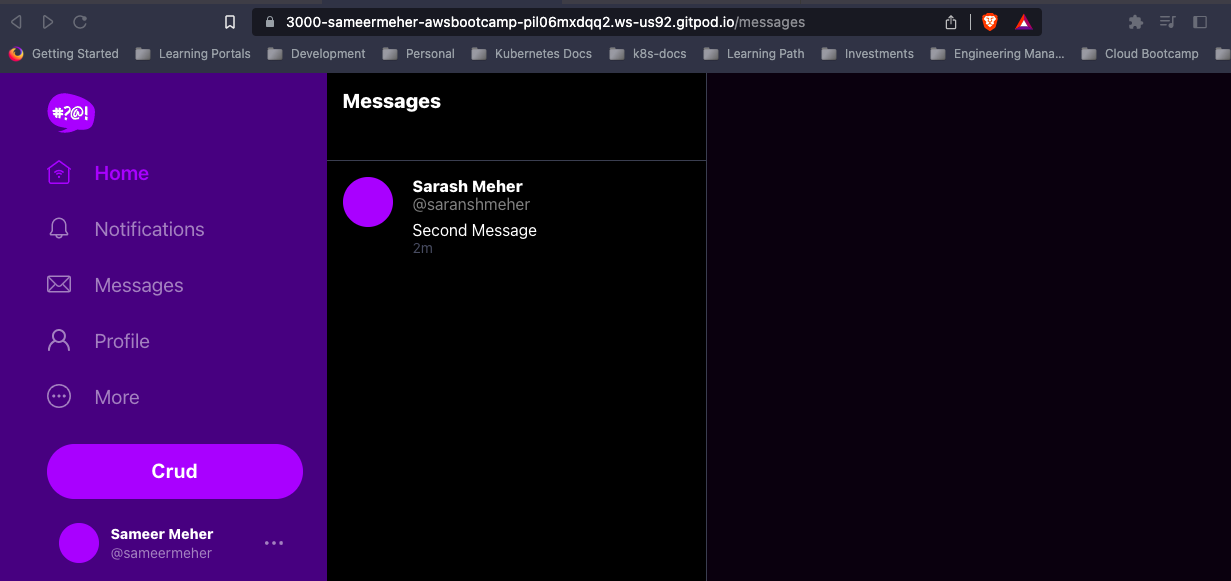 3000-sameermeher-awsbootcamp-pil06mxdqq2.ws-us92.gitpod.io/messages
Getting Started Learning Portals Development Personal Kubernetes Docs k8s-docs Learning Path Investments Engineering Mana... Cloud Bootcamp
#?@!
Home
Notifications
Messages
Profile
More
Crud
Sameer Meher
@sameermeher
Messages
Sarash Meher
@saranshmeher
Second Message
2m